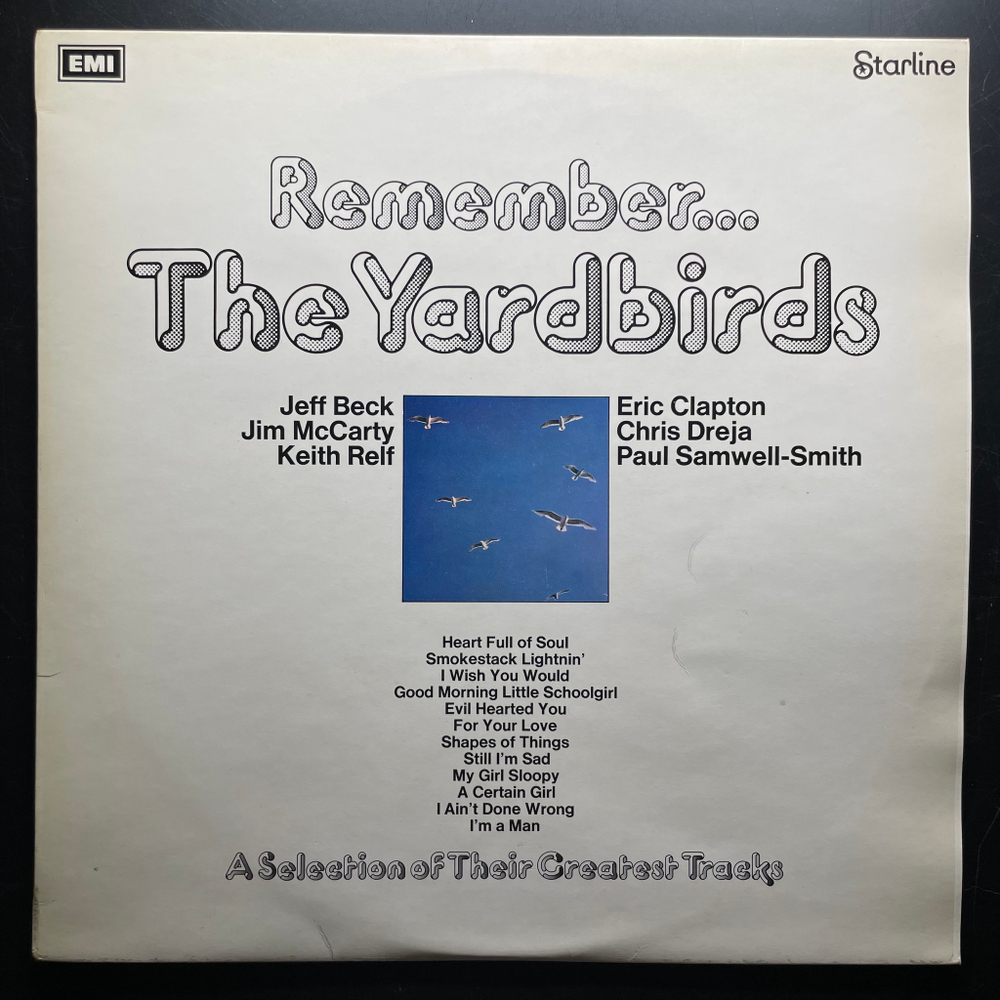 EMI
Starline
Remember...
The Yardbirds
Jeff Beck
Jim McCarty
Keith Relf
Eric Clapton
Chris Dreja
Paul Samwell-Smith
Heart Full of Soul
Smokestack Lightnin’
I Wish You Would
Good Morning Little Schoolgirl
Evil Hearted You
For Your Love
Shapes of Things
Still I’m Sad
My Girl Sloopy
A Certain Girl
I Ain’t Done Wrong
I’m a Man
A Selection of Their Greatest Tracks